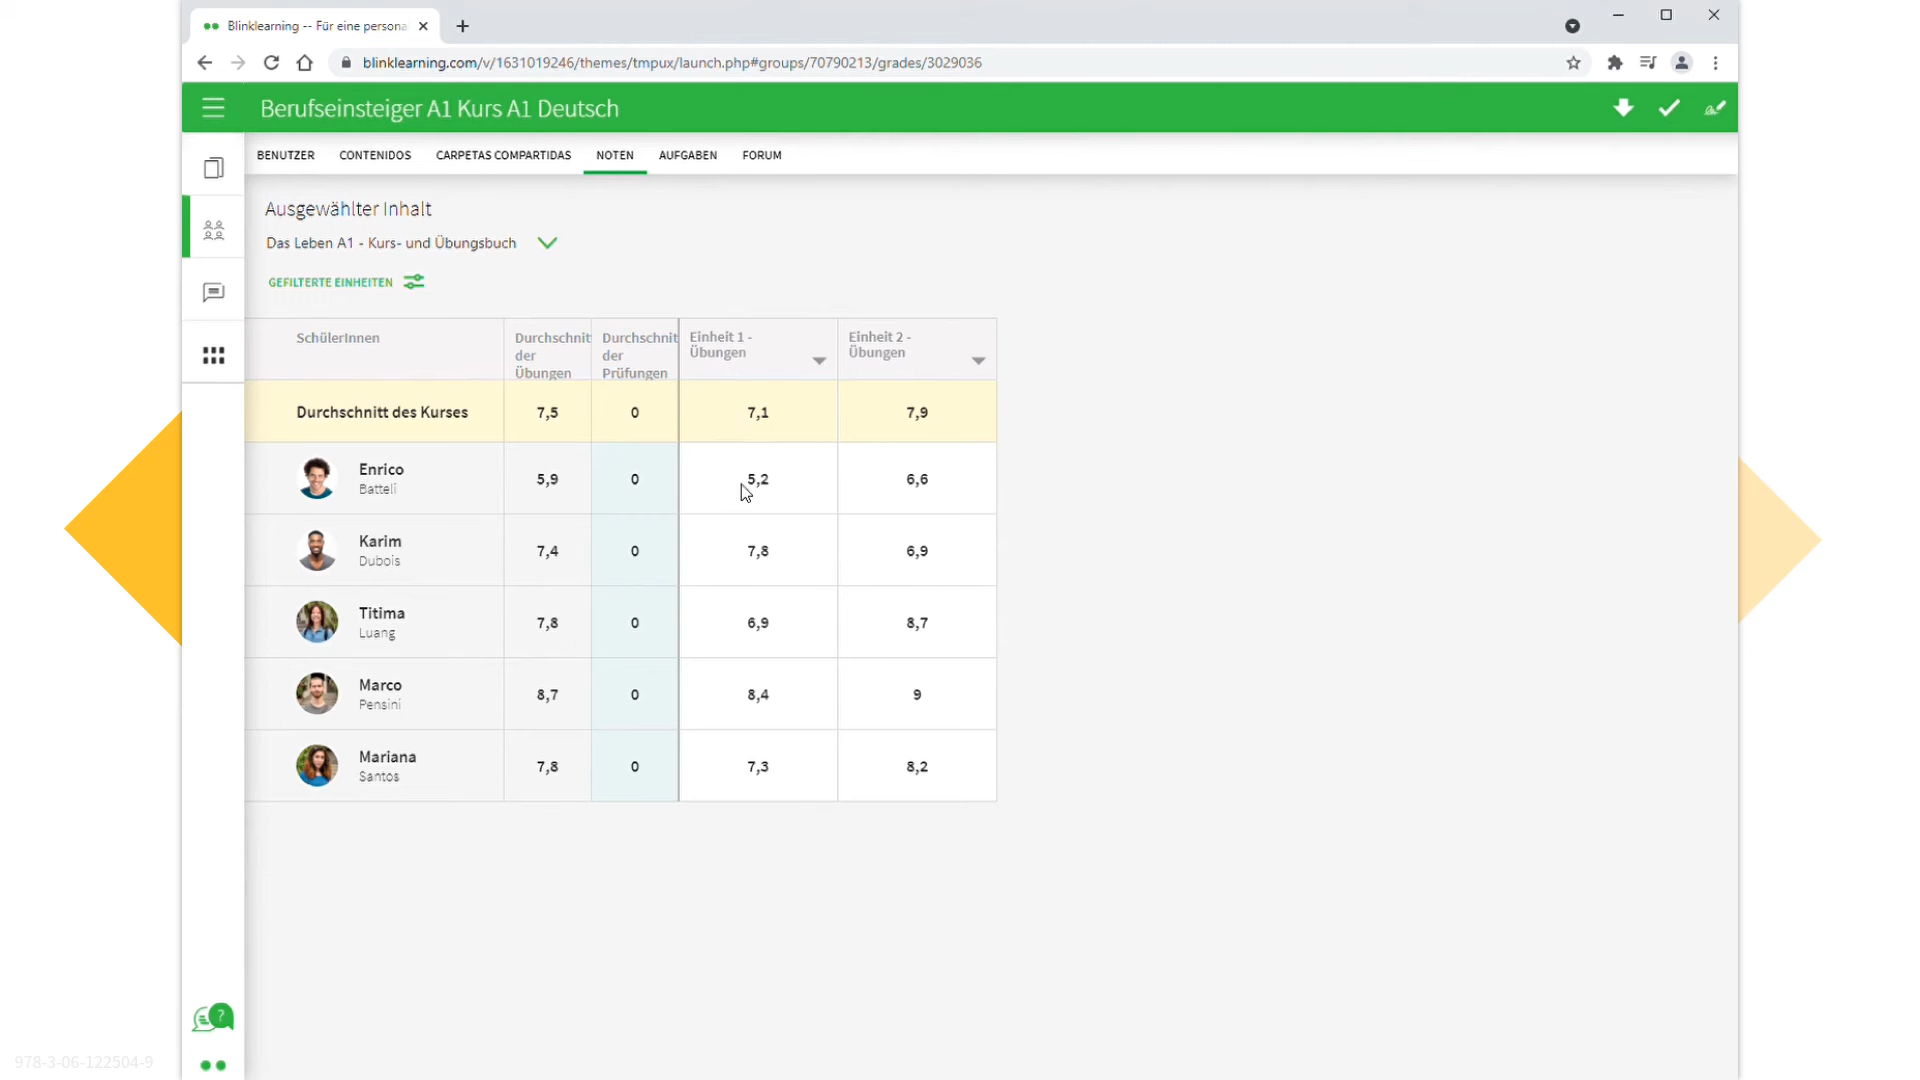 Blinklearning -- Für eine persona
blinklearning.com/v/1631019246/themes/tmpux/launch.php#groups/70790213/grades/3029036
Berufseinsteiger A1 Kurs A1 Deutsch
BENUTZER CONTENIDOS CARPETAS COMPARTIDAS NOTEN AUFGABEN FORUM
Ausgewählter Inhalt
Das Leben A1 - Kurs- und Übungsbuch
GEFILTERTE EINHEITEN
SchülerInnen
Durchschnit
der
Übungen
Durchschnit
der
Prüfungen
Einheit 1 -
Übungen
Einheit 2 -
Übungen
Durchschnitt des Kurses 7,5 0 7,1 7,9
Enrico
Batteli
5,9 0 5,2 6,6
Karim
Dubois
7,4 0 7,8 6,9
Titima
Luang
7,8 0 6,9 8,7
Marco
Pensini
8,7 0 8,4 9
Mariana
Santos
7,8 0 7,3 8,2
?
978-3-06-122504-9